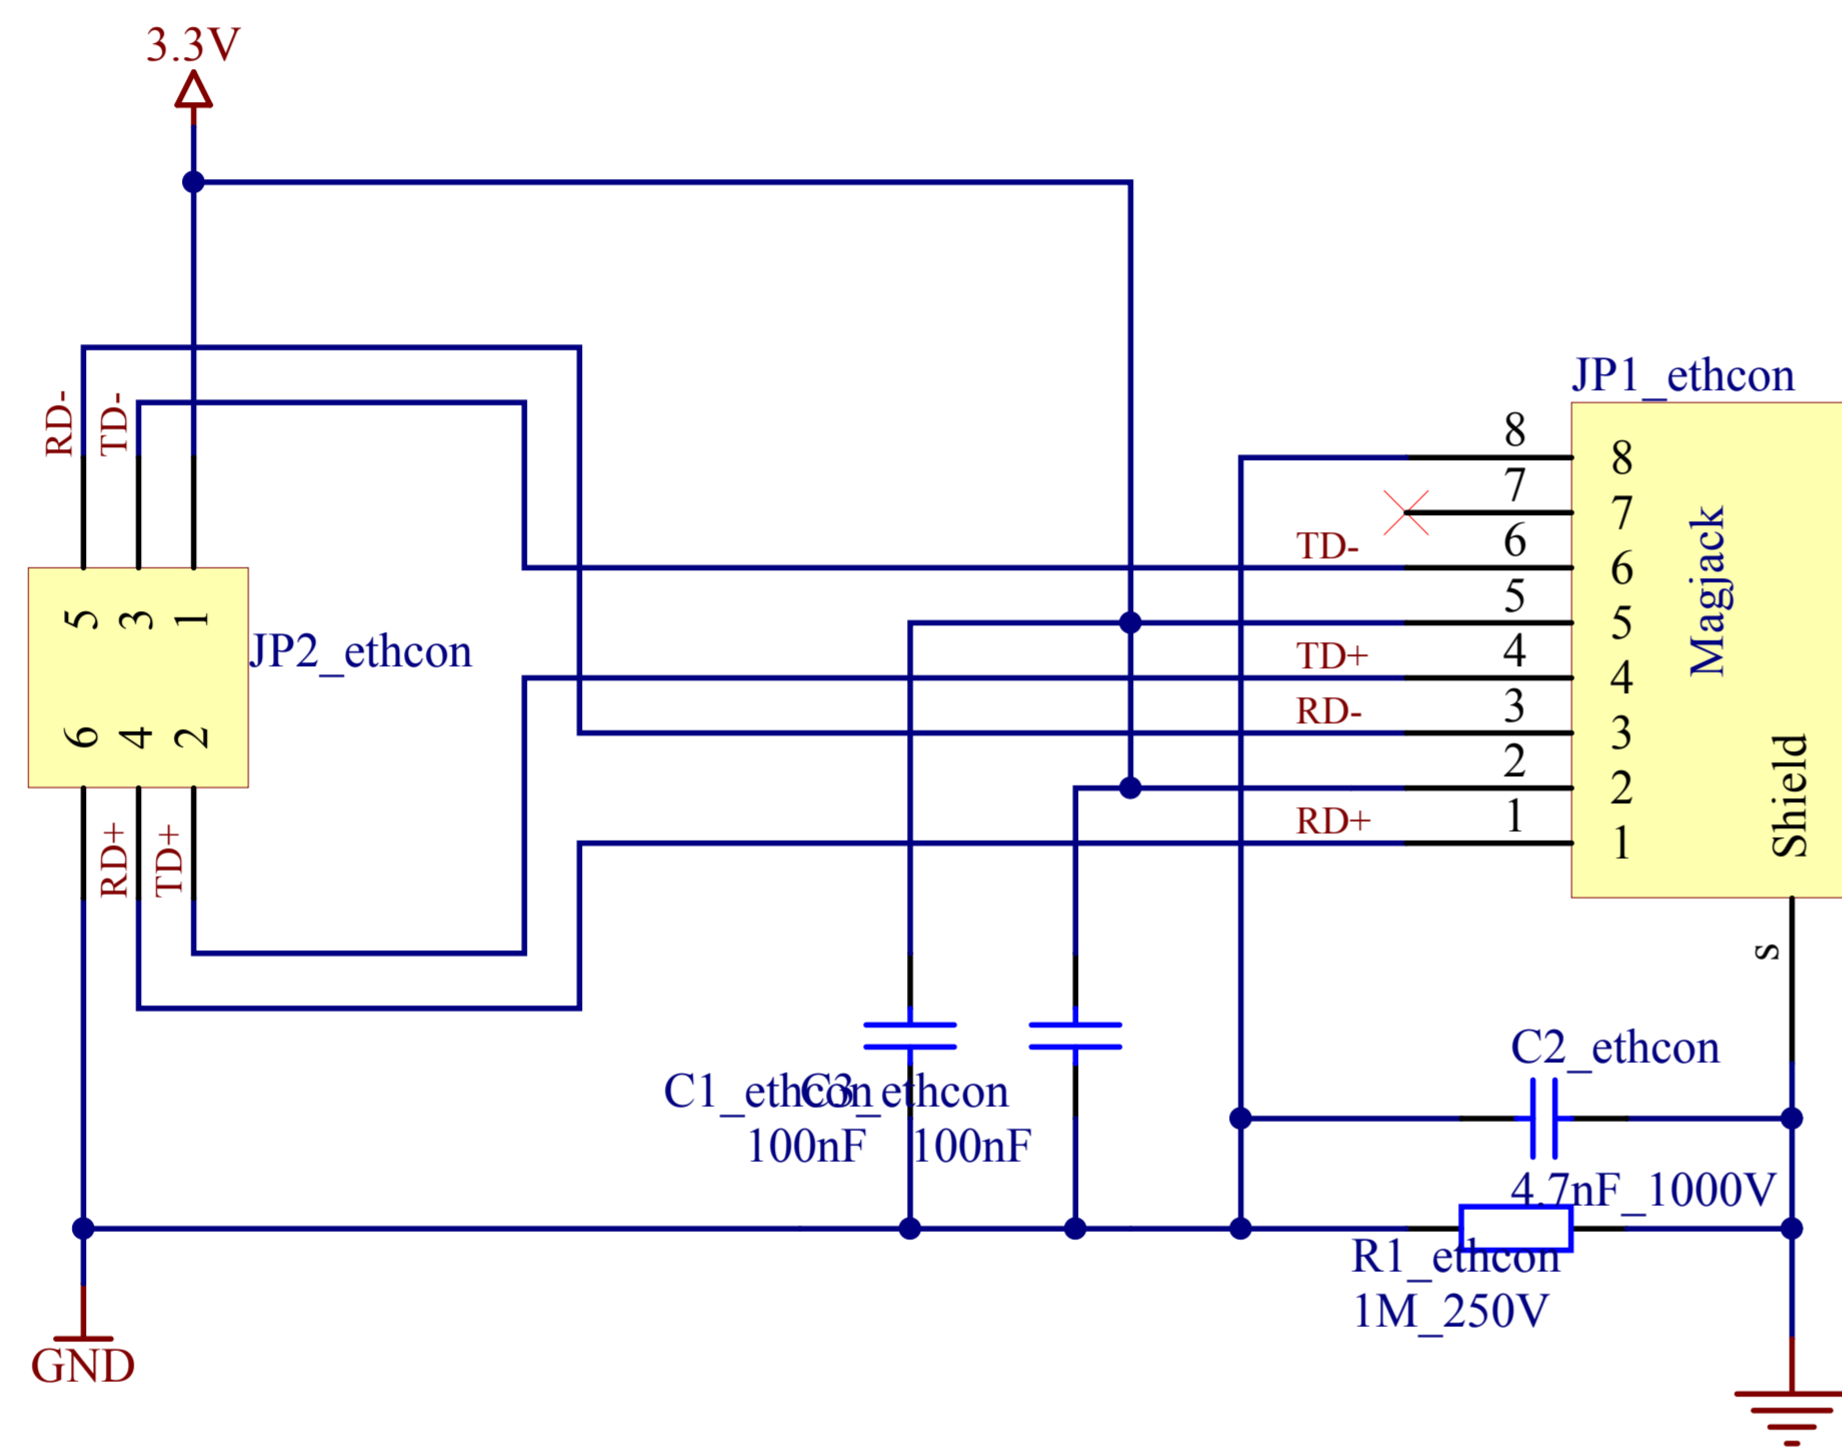 3.3V
RD-
TD-
JP1_ethcon
8
8
7
7
TD-
6
6
5
5
TD+
4
4
RD-
3
3
2
2
RD+
1
1
Magjack
Shield
s
5
3
1
JP2_ethcon
6
4
2
RD+
TD+
C1_ethcon
C3_ethcon
100nF
100nF
C2_ethcon
4.7nF_1000V
R1_ethcon
1M_250V
GND